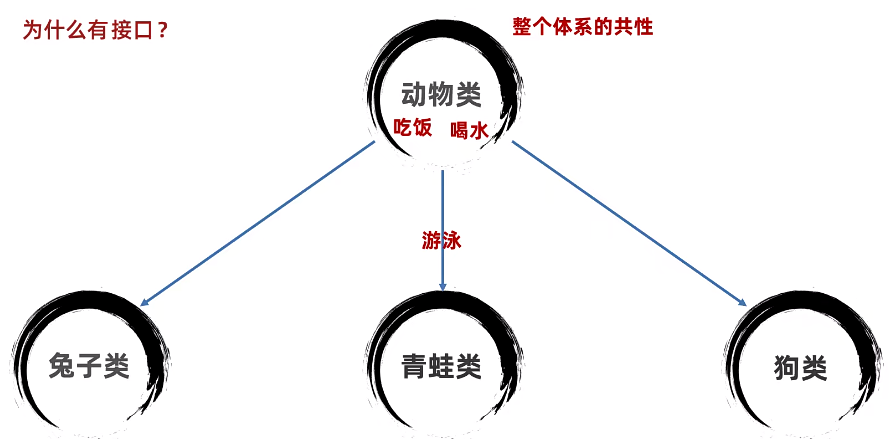 为什么有接口？
整个体系的共性
动物类
吃饭 喝水
游泳
兔子类
青蛙类
狗类